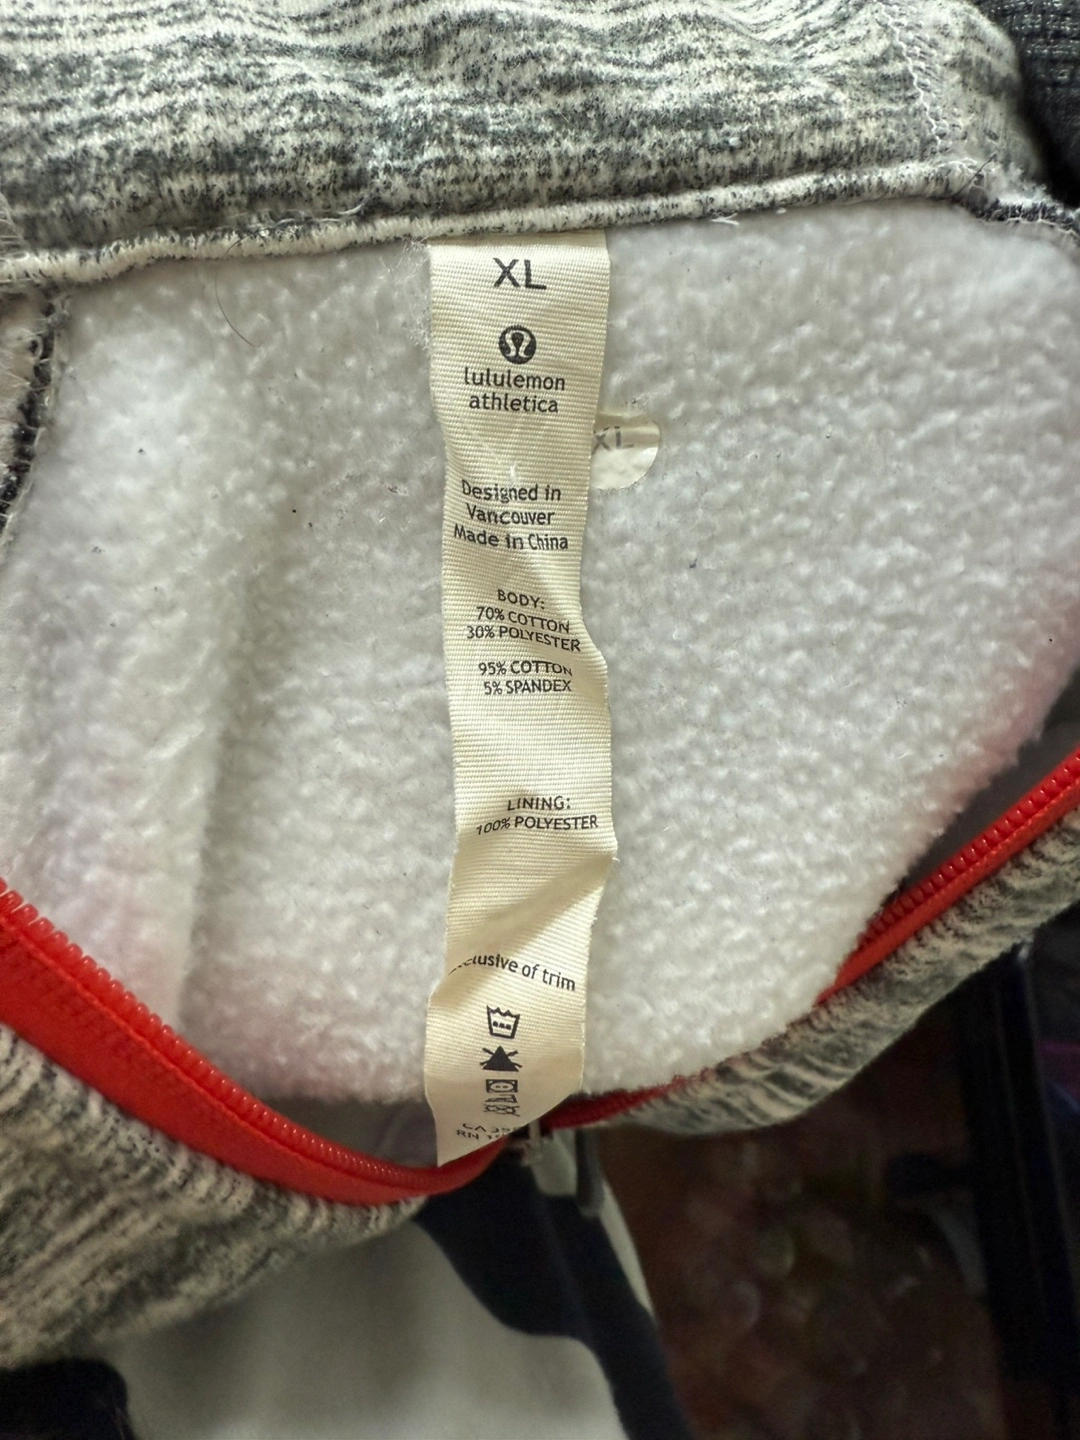 XL
lululemon
athletica
XL
Designed in
Vancouver
Made in China
BODY:
70% COTTON
30% POLYESTER
95% COTTON
5% SPANDEX
LINING:
100% POLYESTER
of trim
RN